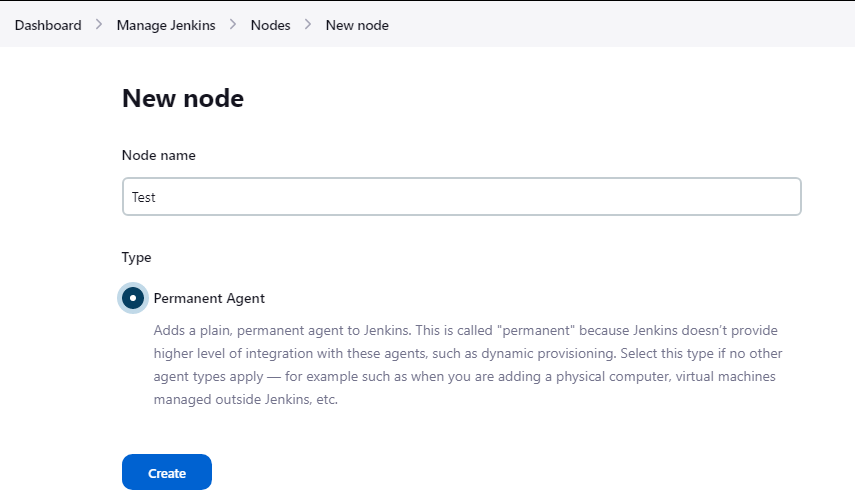 Dashboard > Manage Jenkins > Nodes > New node
New node
Node name
Test
Type
Permanent Agent
Adds a plain, permanent agent to Jenkins. This is called "permanent" because Jenkins doesn't provide
higher level of integration with these agents, such as dynamic provisioning. Select this type if no other
agent types apply — for example such as when you are adding a physical computer, virtual machines
managed outside Jenkins, etc.
Create